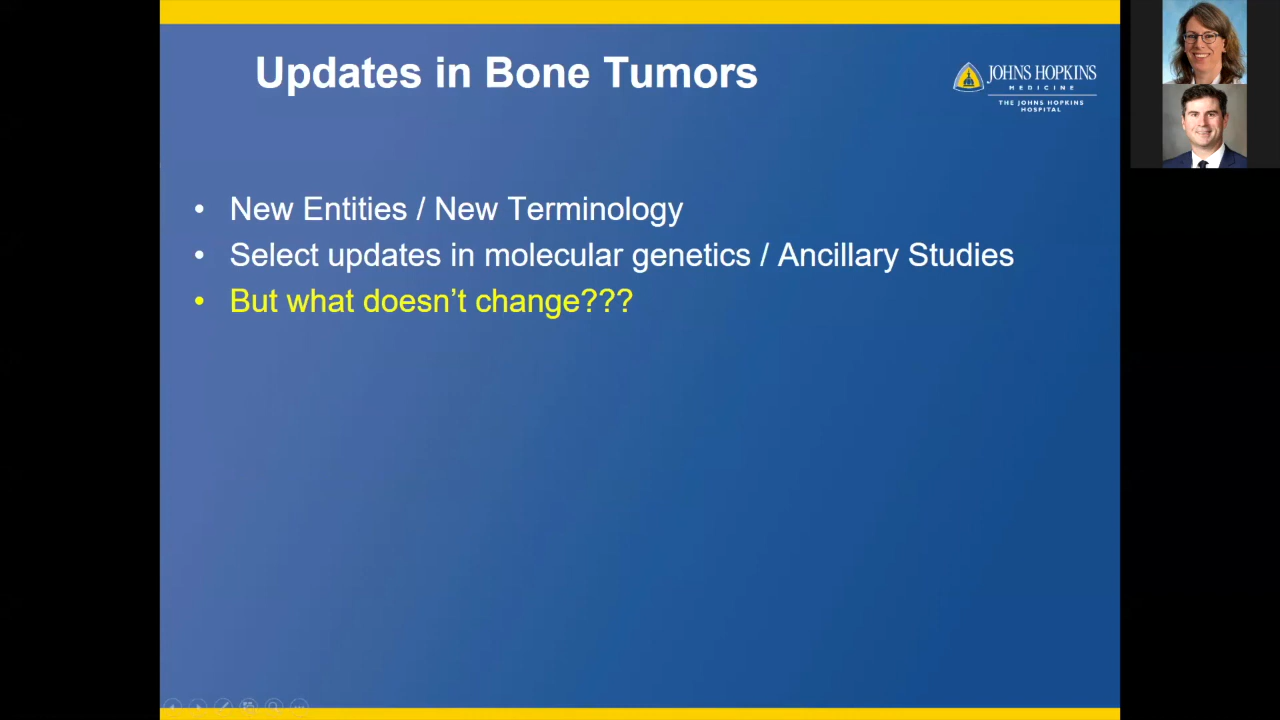 Updates in Bone Tumors
JOHNS HOPKINS
MEDICINE
THE JOHNS HOPKINS
HOSPITAL
• New Entities / New Terminology
• Select updates in molecular genetics / Ancillary Studies
• But what doesn’t change???